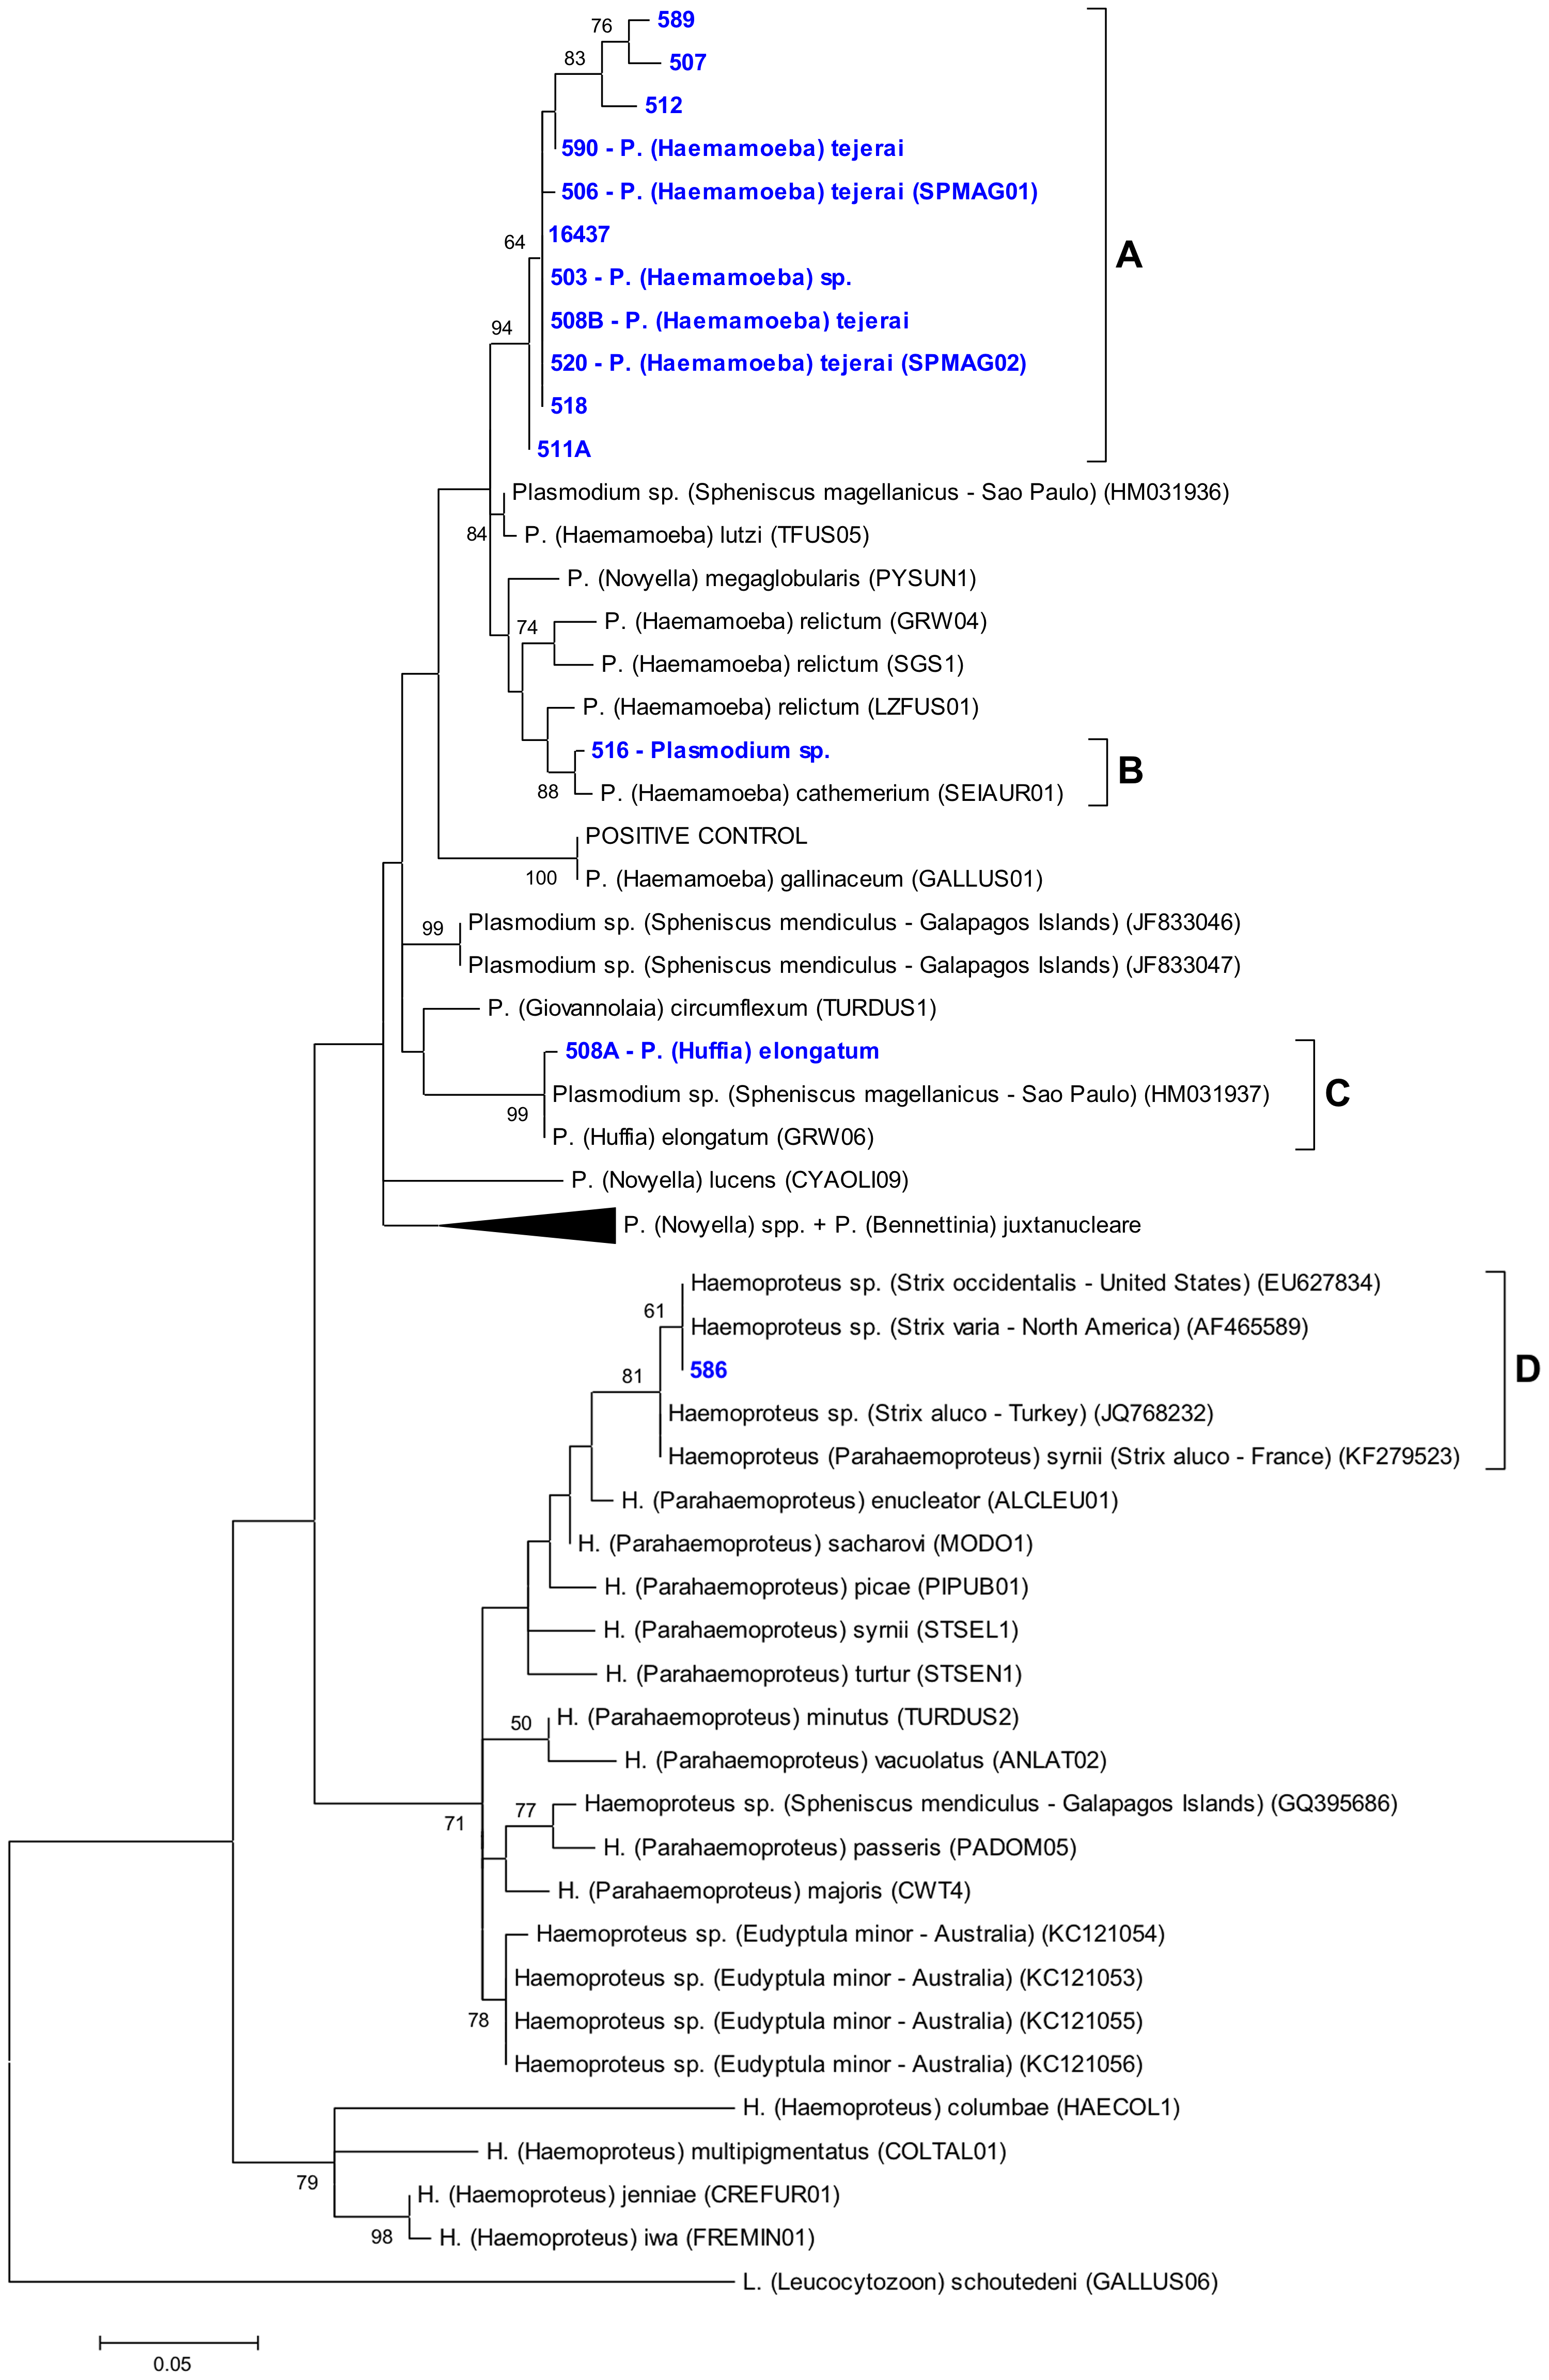 76
589
83
507
512
590 - P. (Haemamoeba) tejerai
506 - P. (Haemamoeba) tejerai (SPMAG01)
64
16437
A
503 - P. (Haemamoeba) sp.
94
508B - P. (Haemamoeba) tejerai
520 - P. (Haemamoeba) tejerai (SPMAG02)
518
511A
Plasmodium sp. (Spheniscus magellanicus - Sao Paulo) (HM031936)
84
P. (Haemamoeba) lutzi (TFUS05)
P. (Novyella) megaglobularis (PYSUN1)
74
P. (Haemamoeba) relictum (GRW04)
P. (Haemamoeba) relictum (SGS1)
P. (Haemamoeba) relictum (LZFUS01)
516 - Plasmodium sp.
B
88
P. (Haemamoeba) cathemerium (SEIAUR01)
POSITIVE CONTROL
100
P. (Haemamoeba) gallinaceum (GALLUS01)
99
Plasmodium sp. (Spheniscus mendiculus - Galapagos Islands) (JF833046)
Plasmodium sp. (Spheniscus mendiculus - Galapagos Islands) (JF833047)
P. (Giovannolaia) circumflexum (TURDUS1)
508A - P. (Huffia) elongatum
C
99
Plasmodium sp. (Spheniscus magellanicus - Sao Paulo) (HM031937)
P. (Huffia) elongatum (GRW06)
P. (Novyella) lucens (CYAOLI09)
P. (Novyella) spp. + P. (Bennettinia) juxtanucleare
Haemoproteus sp. (Strix occidentalis - United States) (EU627834)
61
Haemoproteus sp. (Strix varia - North America) (AF465589)
586
D
81
Haemoproteus sp. (Strix aluco - Turkey) (JQ768232)
Haemoproteus (Parahaemoproteus) syrnii (Strix aluco - France) (KF279523)
H. (Parahaemoproteus) enucleator (ALCLEU01)
H. (Parahaemoproteus) sacharovi (MODO1)
H. (Parahaemoproteus) picae (PIPUB01)
H. (Parahaemoproteus) syrnii (STSEL1)
H. (Parahaemoproteus) turtur (STSEN1)
50
H. (Parahaemoproteus) minutus (TURDUS2)
H. (Parahaemoproteus) vacuolatus (ANLAT02)
77
Haemoproteus sp. (Spheniscus mendiculus - Galapagos Islands) (GQ395686)
71
H. (Parahaemoproteus) passeris (PADOM05)
H. (Parahaemoproteus) majoris (CWT4)
Haemoproteus sp. (Eudyptula minor - Australia) (KC121054)
Haemoproteus sp. (Eudyptula minor - Australia) (KC121053)
78
Haemoproteus sp. (Eudyptula minor - Australia) (KC121055)
Haemoproteus sp. (Eudyptula minor - Australia) (KC121056)
H. (Haemoproteus) columbae (HAECOL1)
H. (Haemoproteus) multipigmentatus (COLTAL01)
79
H. (Haemoproteus) jenniae (CREFUR01)
98
H. (Haemoproteus) iwa (FREMIN01)
L. (Leucocytozoon) schoutedeni (GALLUS06)
0.05